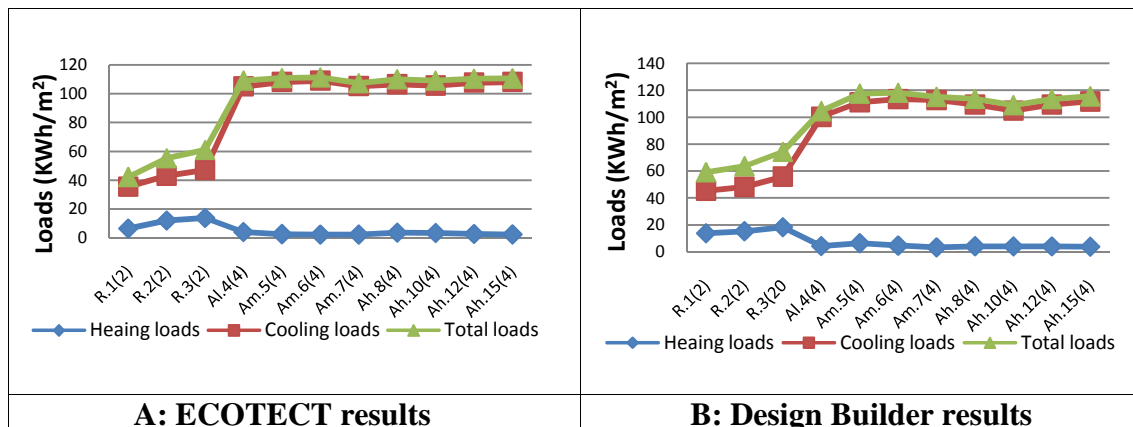 120
100
80
60
40
20
0
Loads (KWh/m²)
R.1(2)
R.2(2)
R.3(2)
Al.4(4)
Am.5(4)
Am.6(4)
Am.7(4)
Ah.8(4)
Ah.10(4)
Ah.12(4)
Ah.15(4)
Heaing loads Cooling loads Total loads
A: ECOTECT results
140
120
100
80
60
40
20
0
Loads (KWh/m²)
R.1(2)
R.2(2)
R.3(20
Al.4(4)
Am.5(4)
Am.6(4)
Am.7(4)
Ah.8(4)
Ah.10(4)
Ah.12(4)
Ah.15(4)
Heaing loads Cooling loads Total loads
B: Design Builder results